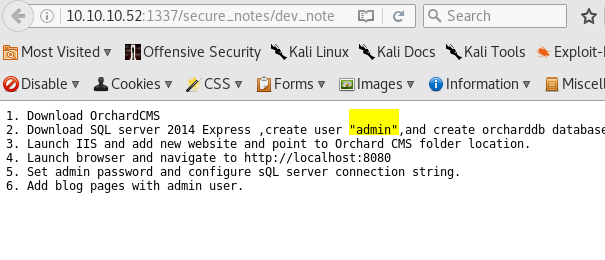 10.10.10.52:1337/secure_notes/dev_note
Search
Most Visited Offensive Security Kali Linux Kali Docs Kali Tools Exploit-
Disable Cookies CSS Forms Images Information Miscel
1. Download OrchardCMS
2. Download SQL server 2014 Express ,create user "admin",and create orcharddb database
3. Launch IIS and add new website and point to Orchard CMS folder location.
4. Launch browser and navigate to http://localhost:8080
5. Set admin password and configure sQL server connection string.
6. Add blog pages with admin user.